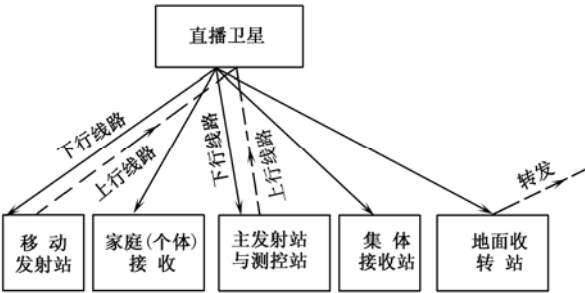 直播卫星
下行线路
上行线路
下行线路
上行线路
转发
移 动
发射站
家庭(个体)
接 收
主发射站
与测控站
集 体
接收站
地面收
转 站